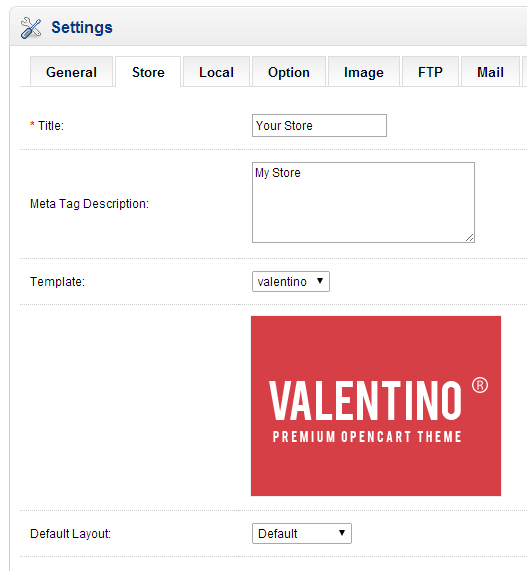 Settings
General Store Local Option Image FTP Mail
* Title: Your Store
Meta Tag Description: My Store
Template: valentino
VALENTINO ®
PREMIUM OPENCART THEME
Default Layout: Default